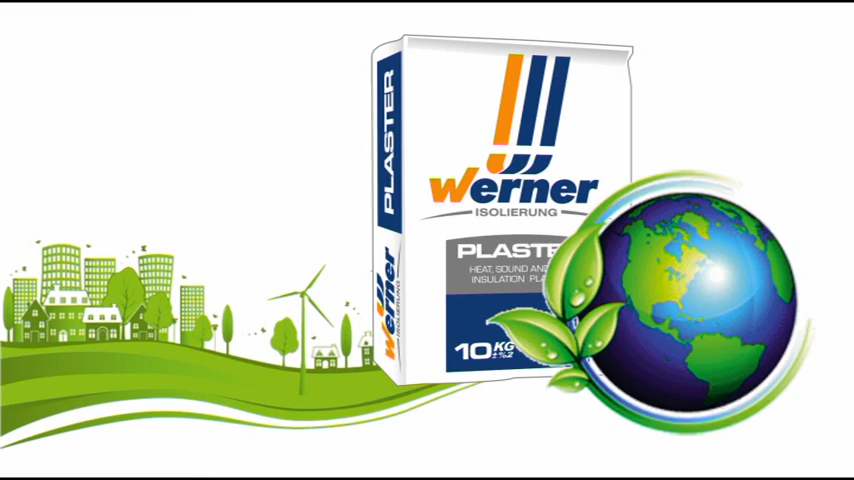 PLASTER
Werner
ISOLIERUNG
Werner
ISOLIERUNG
PLASTE
HEAT, SOUND AND
INSULATION PLA
10 KG
±%2